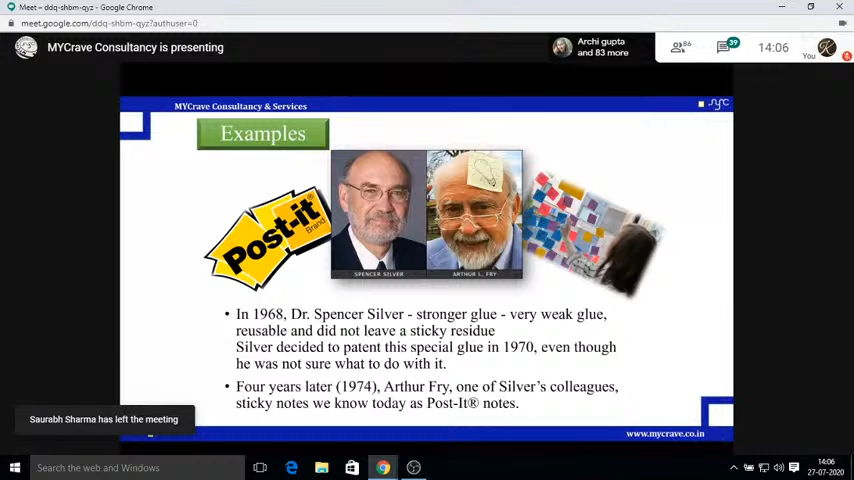 Meet – ddq-shbm-qyz - Google Chrome
meet.google.com/ddq-shbm-qyz?authuser=0
MYCrave Consultancy is presenting
Archi gupta
and 83 more
86
39
14:06
You
MYCrave Consultancy & Services
Examples
Post-it®
Brand
SPENCER SILVER
ARTHUR L. FRY
• In 1968, Dr. Spencer Silver - stronger glue - very weak glue,
reusable and did not leave a sticky residue
Silver decided to patent this special glue in 1970, even though
he was not sure what to do with it.
• Four years later (1974), Arthur Fry, one of Silver's colleagues,
sticky notes we know today as Post-It® notes.
Saurabh Sharma has left the meeting
www.mycrave.co.in
Search the web and Windows
14:06
27-07-2020